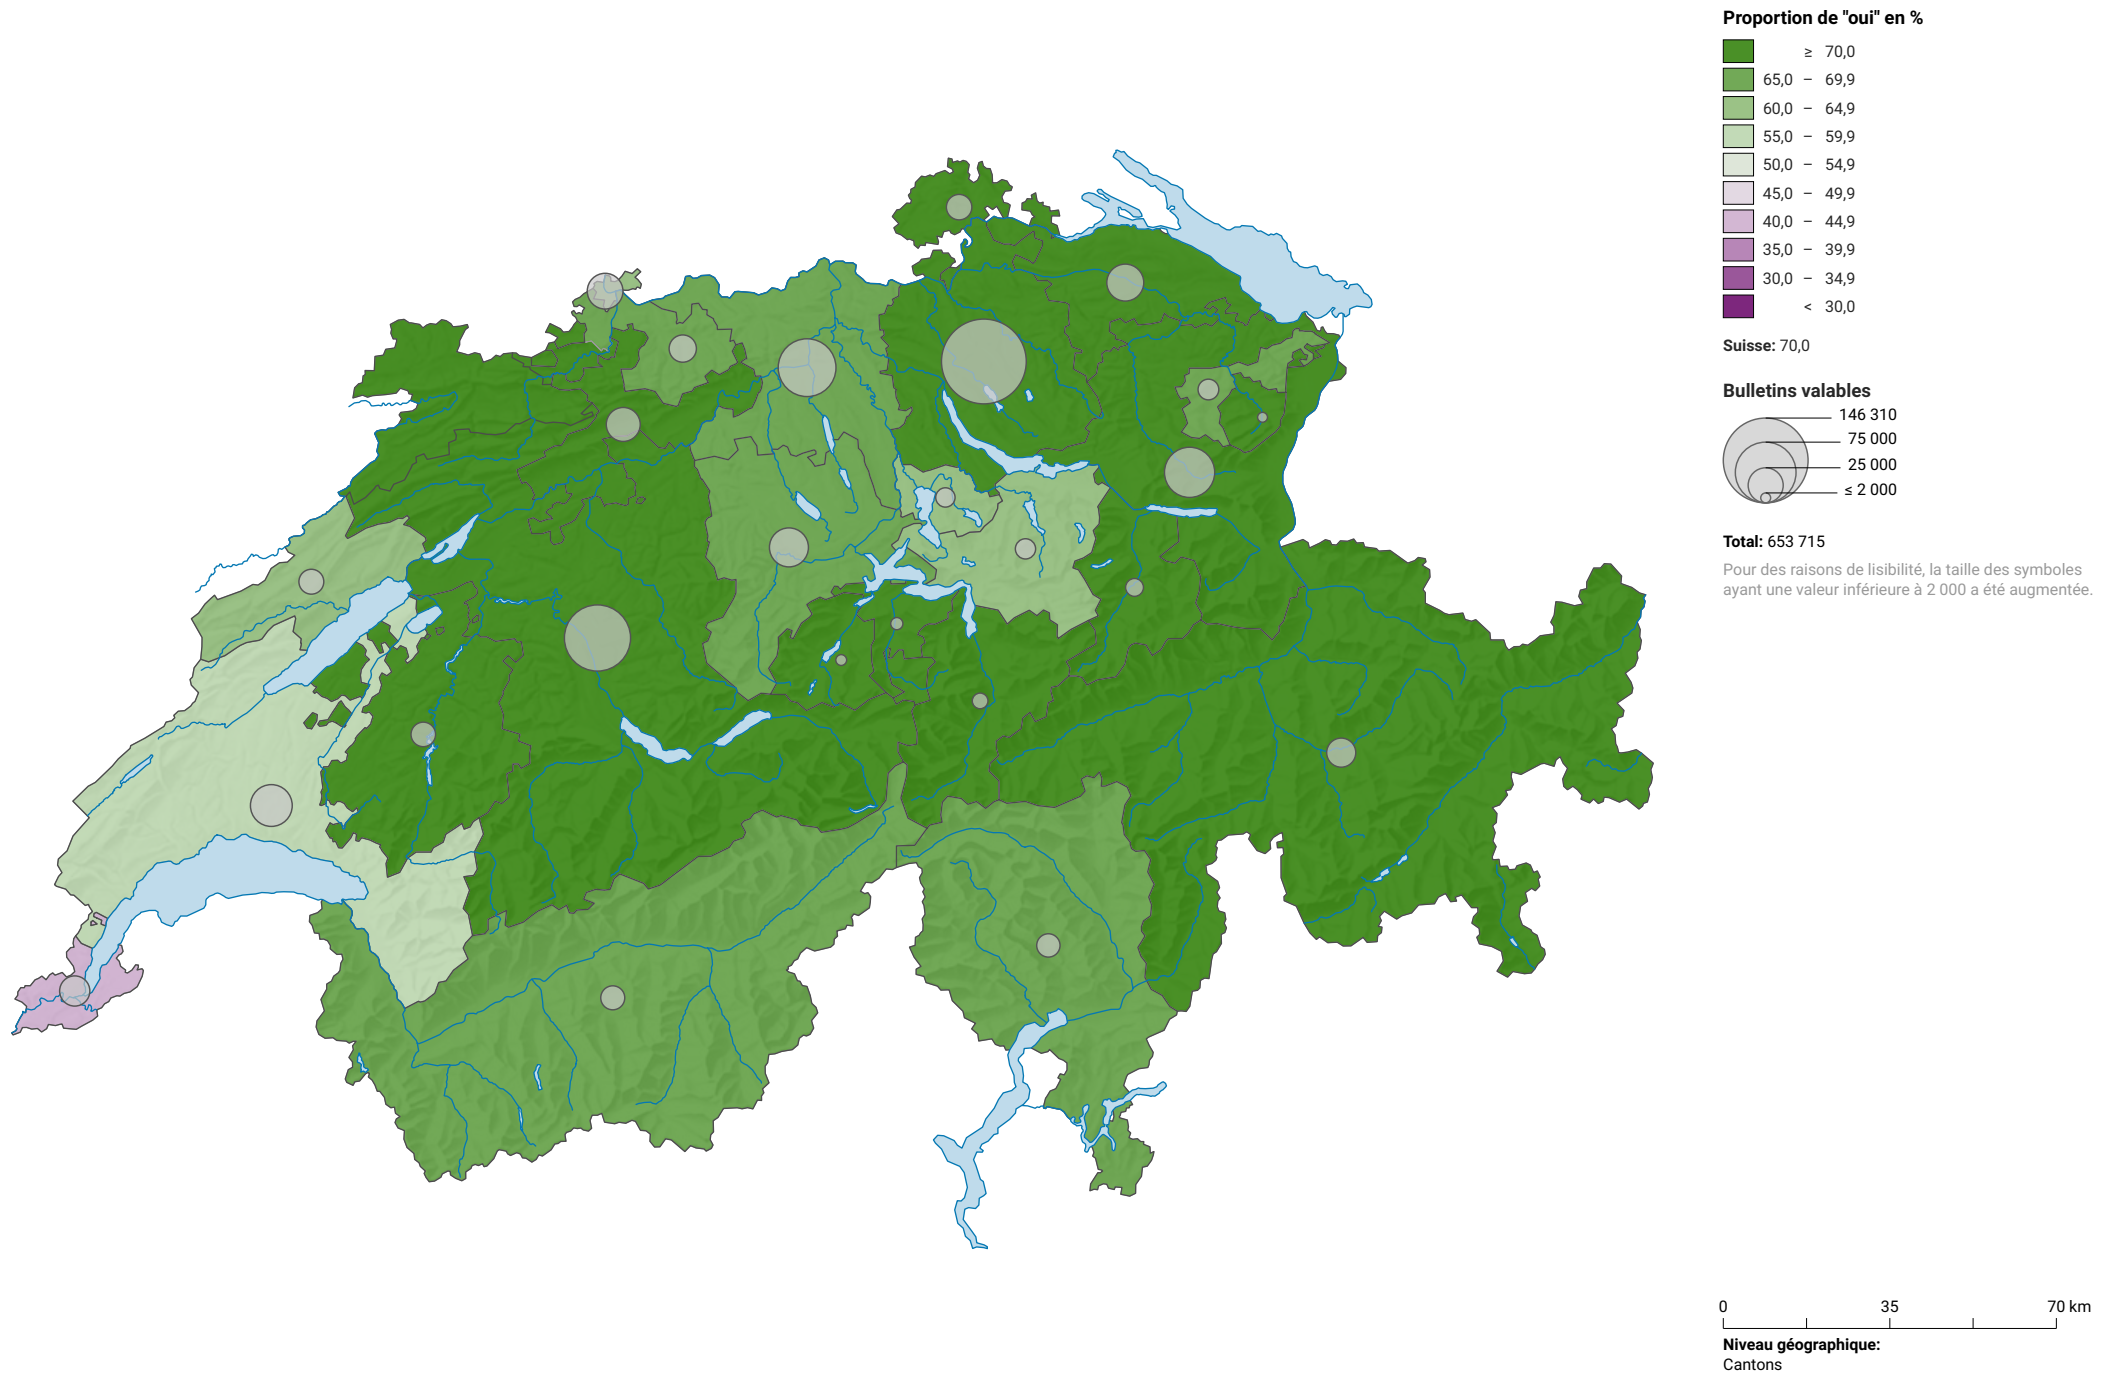 Proportion de "oui" en %
≥ 70,0
65,0 – 69,9
60,0 – 64,9
55,0 – 59,9
50,0 – 54,9
45,0 – 49,9
40,0 – 44,9
35,0 – 39,9
30,0 – 34,9
< 30,0
Suisse: 70,0
Bulletins valables
146 310
75 000
25 000
≤ 2 000
Total: 653 715
Pour des raisons de lisibilité, la taille des symboles
ayant une valeur inférieure à 2 000 a été augmentée.
0 35 70 km
Niveau géographique:
Cantons